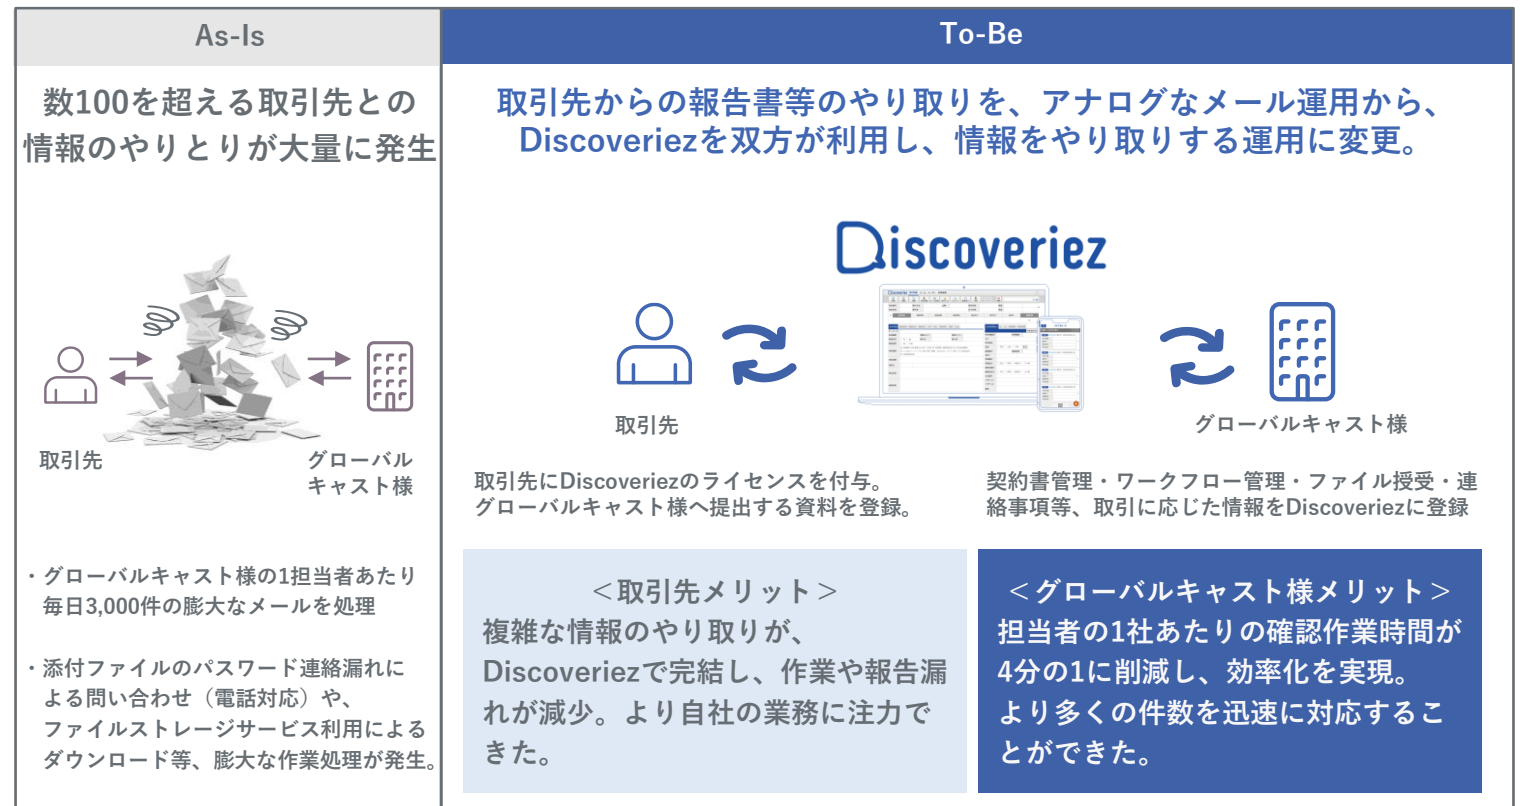 As-Is
To-Be
数100を超える取引先との
情報のやりとりが大量に発生
取引先からの報告書等のやり取りを、アナログなメール運用から、
Discoveriezを双方が利用し、情報をやり取りする運用に変更。
Discoveriez
取引先
グローバル
キャスト様
取引先
グローバルキャスト様
取引先にDiscoveriezのライセンスを付与。
グローバルキャスト様へ提出する資料を登録。
契約書管理・ワークフロー管理・ファイル授受・連
絡事項等、取引に応じた情報をDiscoveriezに登録
・グローバルキャスト様の1担当者あたり
毎日3,000件の膨大なメールを処理
・添付ファイルのパスワード連絡漏れに
よる問い合わせ（電話対応）や、
ファイルストレージサービス利用による
ダウンロード等、膨大な作業処理が発生。
＜取引先メリット＞
複雑な情報のやり取りが、
Discoveriezで完結し、作業や報告漏
れが減少。より自社の業務に注力で
きた。
＜グローバルキャスト様メリット＞
担当者の1社あたりの確認作業時間が
4分の1に削減し、効率化を実現。
より多くの件数を迅速に対応するこ
とができた。